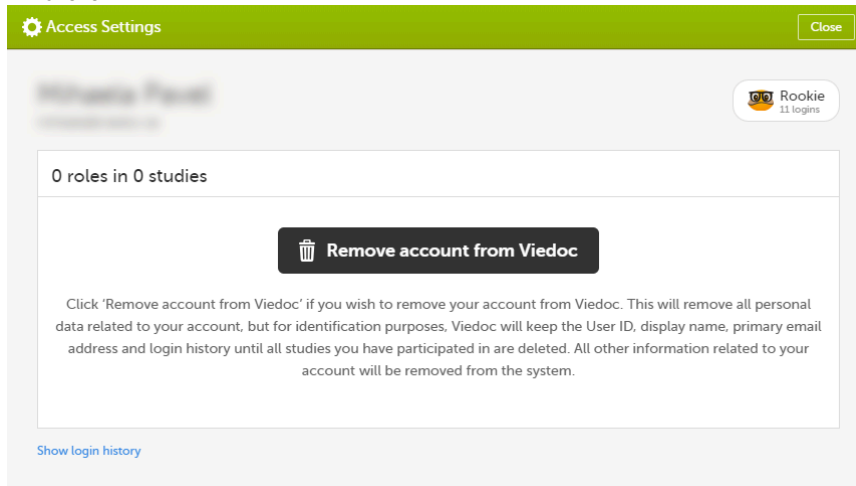 Access Settings
Close
Rookie
11 logins
0 roles in 0 studies
Remove account from Viedoc
Click 'Remove account from Viedoc' if you wish to remove your account from Viedoc. This will remove all personal
data related to your account, but for identification purposes, Viedoc will keep the User ID, display name, primary email
address and login history until all studies you have participated in are deleted. All other information related to your
account will be removed from the system.
Show login history